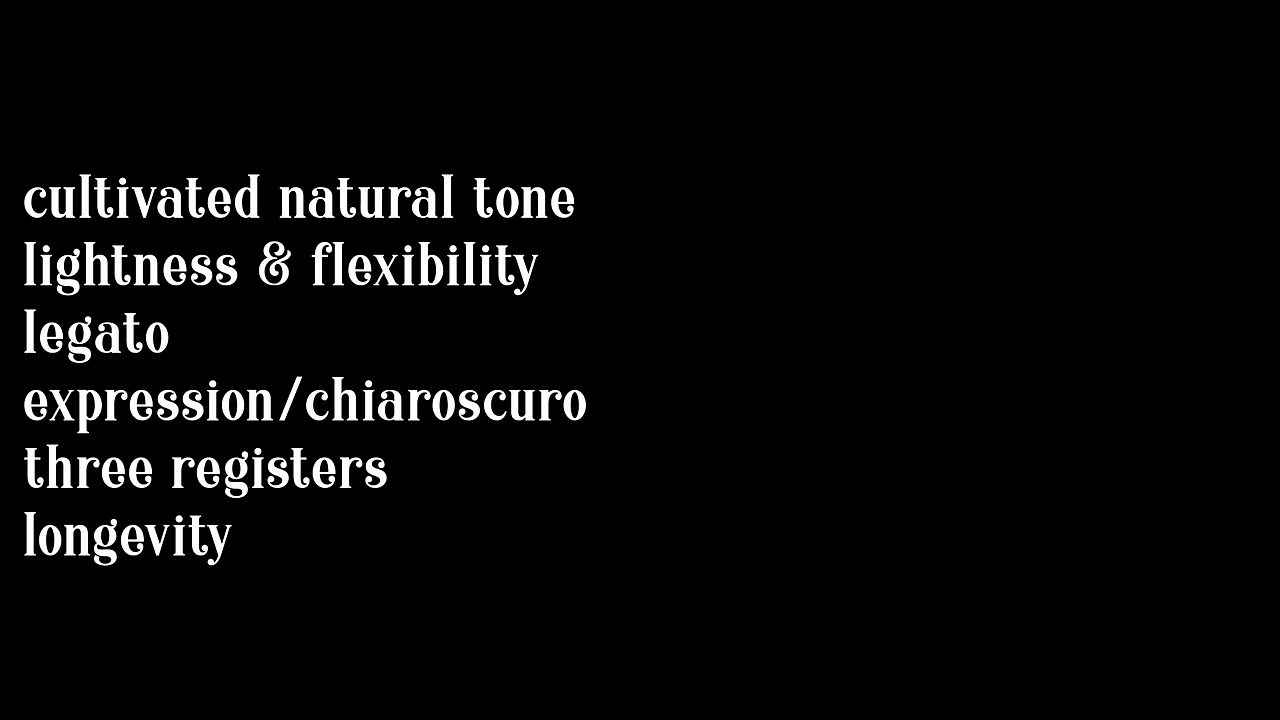 cultivated natural tone
lightness & flexibility
legato
expression/chiaroscuro
three registers
longevity